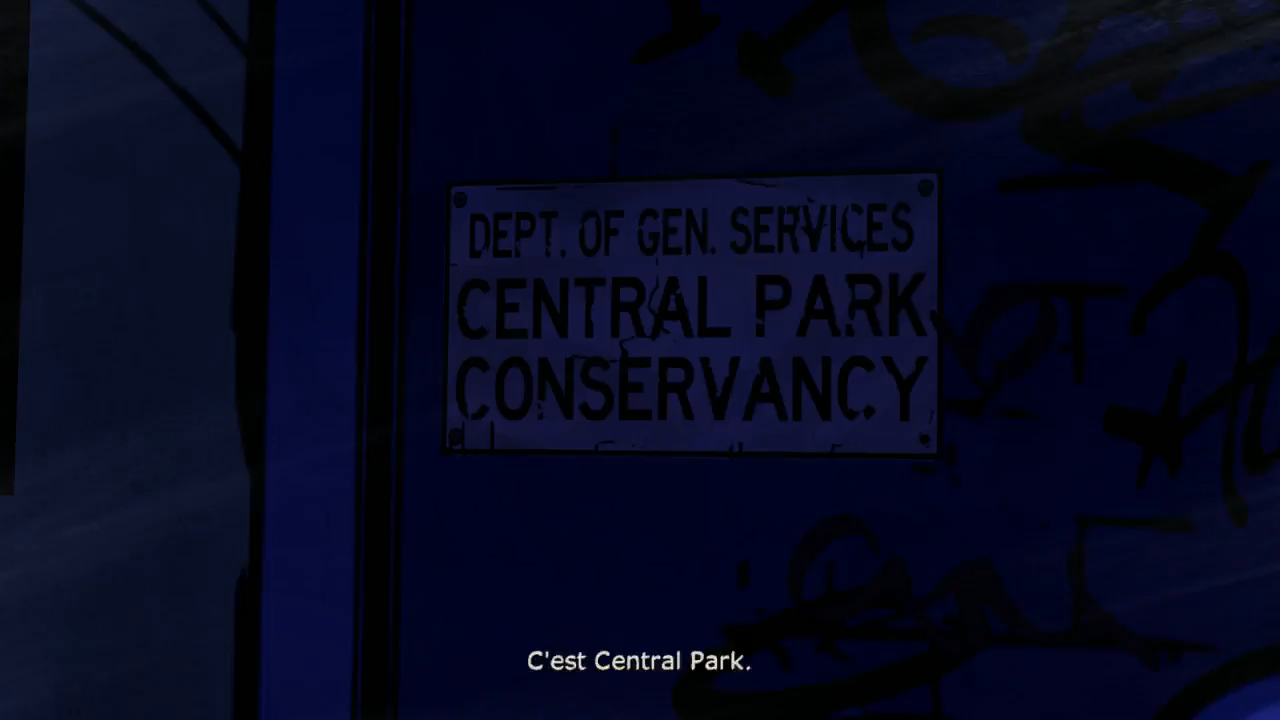 DEPT. OF GEN. SERVICES
CENTRAL PARK
CONSERVANCY
C'est Central Park.